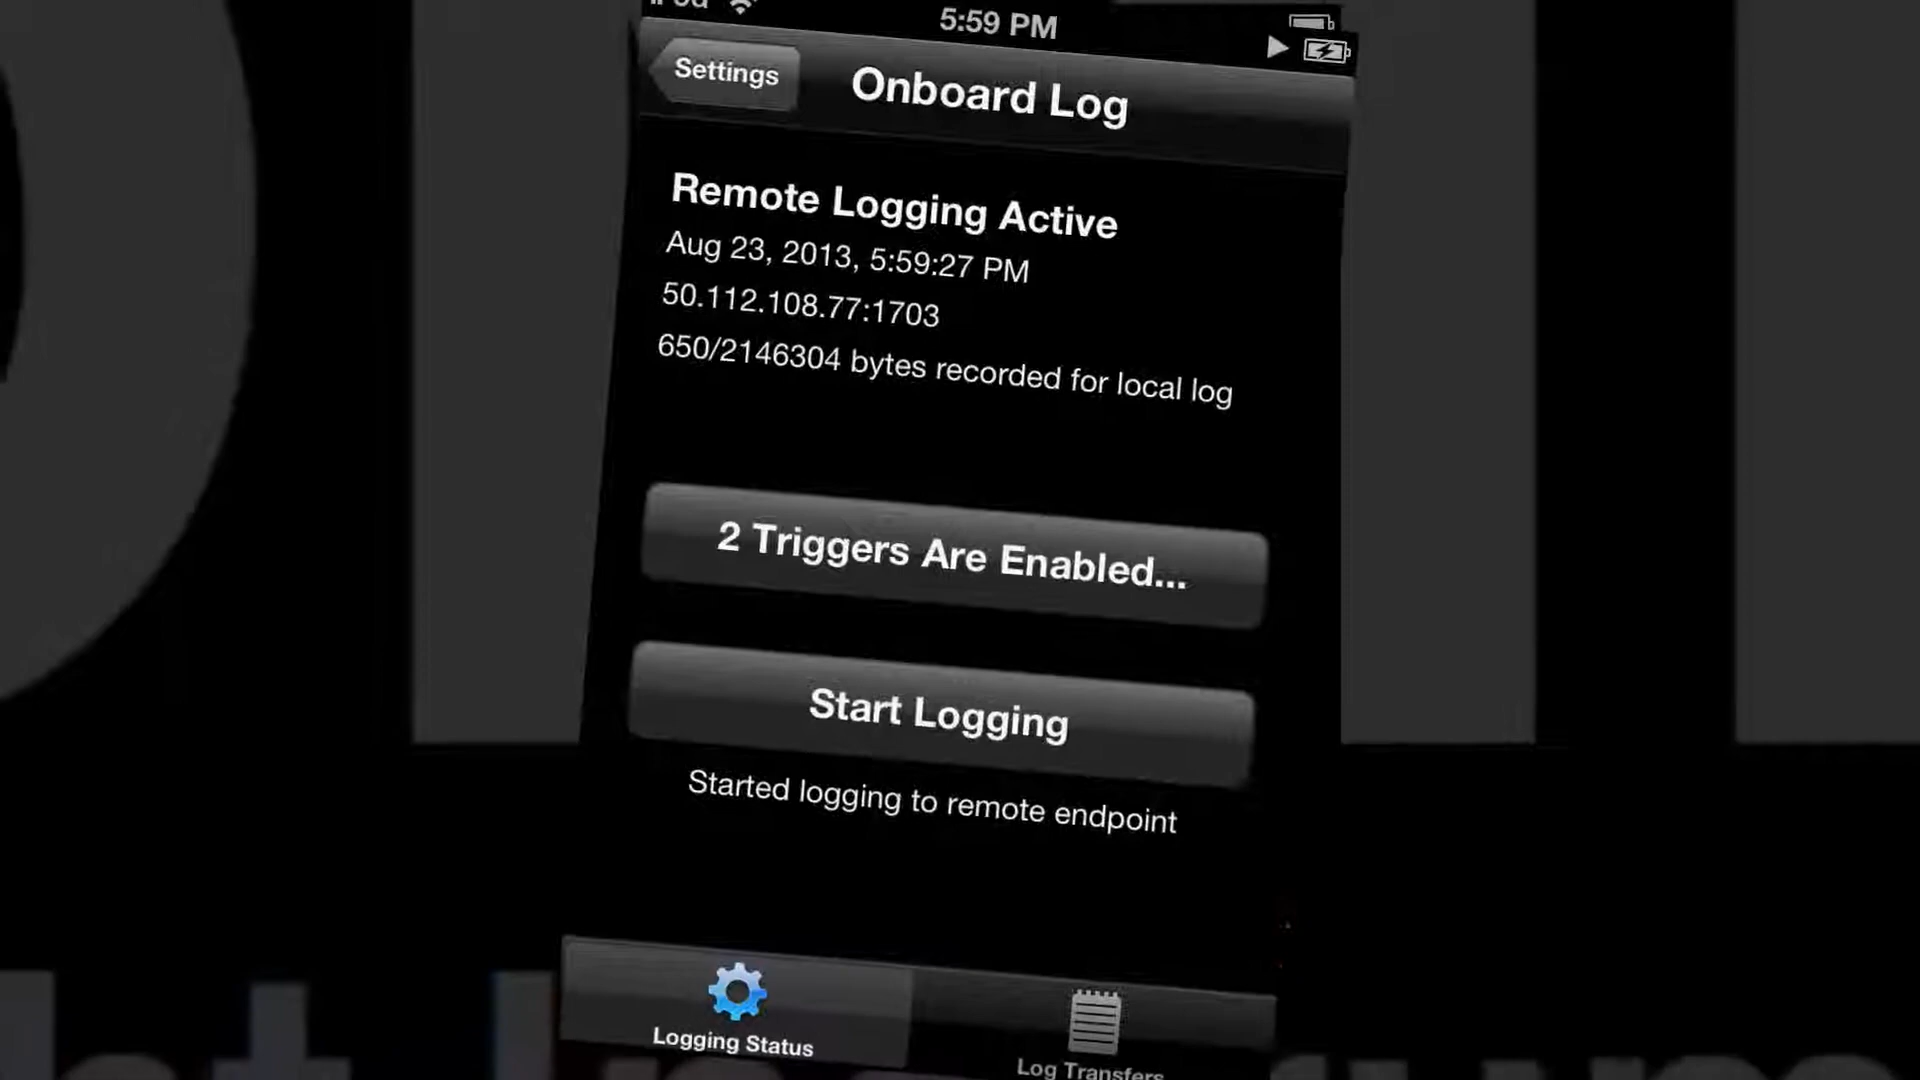 iPod
5:59 PM
Settings
Onboard Log
Remote Logging Active
Aug 23, 2013, 5:59:27 PM
50.112.108.77:1703
650/2146304 bytes recorded for local log
2 Triggers Are Enabled...
Start Logging
Started logging to remote endpoint
Logging Status
Log Transfers